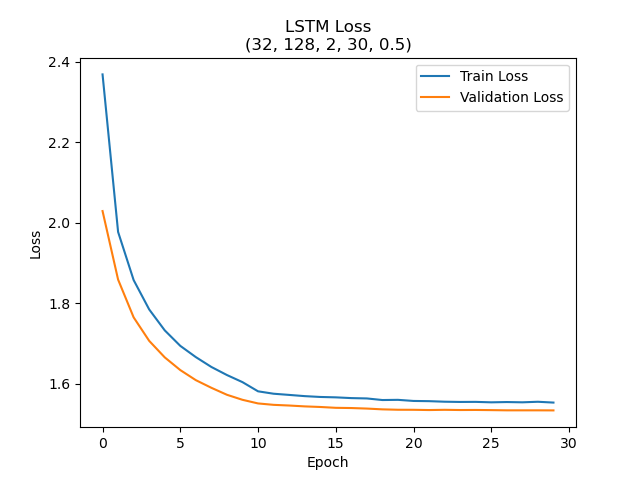 LSTM Loss
(32, 128, 2, 30, 0.5)
Train Loss
Validation Loss
2.4
2.2
2.0
1.8
1.6
Loss
0 5 10 15 20 25 30
Epoch